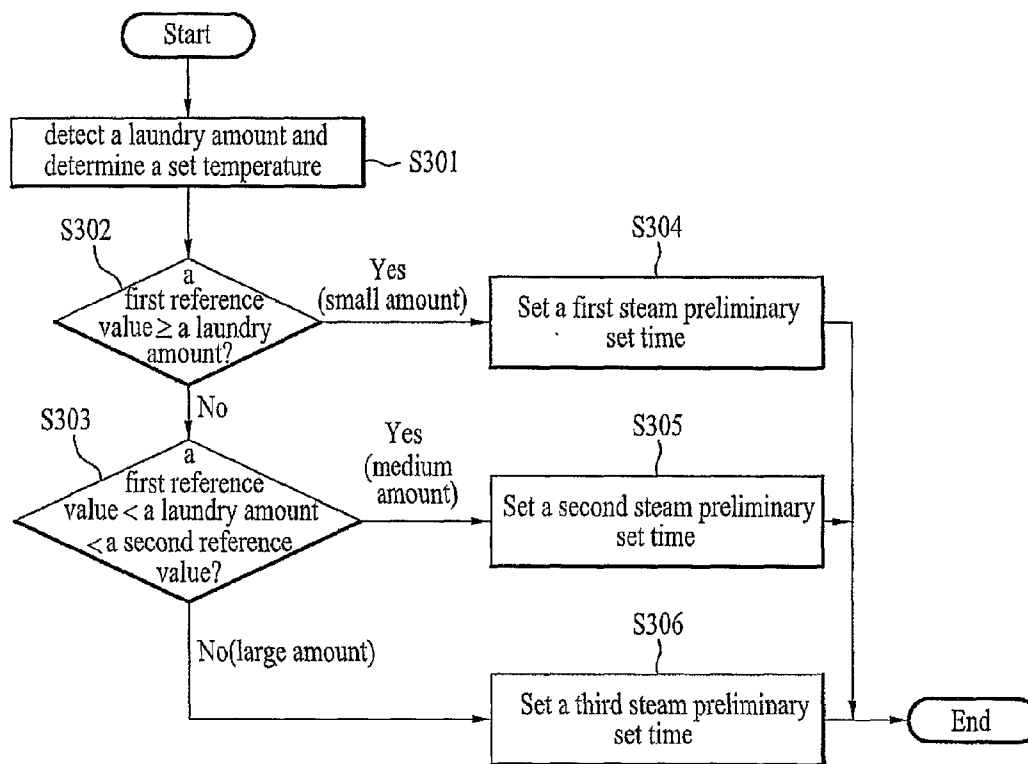 Start
detect a laundry amount and
determine a set temperature
S301
S302
a
first reference
value ≥ a laundry
amount?
Yes
(small amount)
S304
Set a first steam preliminary
set time
No
S303
a
first reference
value < a laundry amount
< a second reference
value?
Yes
(medium
amount)
S305
Set a second steam preliminary
set time
No(large amount)
S306
Set a third steam preliminary
set time
End